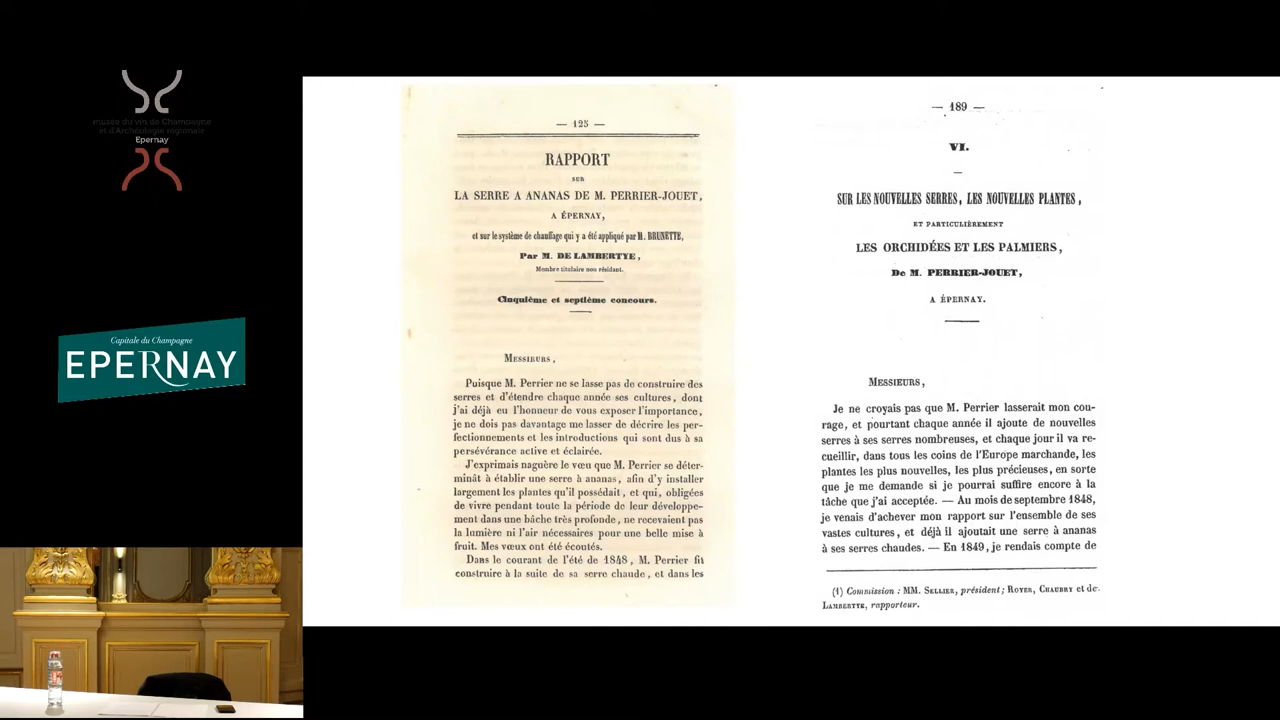 musée du vin de Champagne
et d'Archéologie régionale
Epernay
Capitale du Champagne
EPERNAY
— 125 —
RAPPORT
SUR
LA SERRE A ANANAS DE M. PERRIER-JOUET,
A ÉPERNAY,
et sur le système de chauffage qui y a été appliqué par M. BRUNETTE,
Par M. DE LAMBERTYE,
Membre titulaire non résidant.
Cinquième et septième concours.
MESSIEURS,
Puisque M. Perrier ne se lasse pas de construire des
serres et d'étendre chaque année ses cultures, dont
j'ai déjà eu l'honneur de vous exposer l'importance,
je ne dois pas davantage me lasser de décrire les per-
fectionnements et les introductions qui sont dus à sa
persévérance active et éclairée.
J'exprimais naguère le vœu que M. Perrier se déter-
minât à établir une serre à ananas, afin d'y installer
largement les plantes qu'il possédait, et qui, obligées
de vivre pendant toute la période de leur développe-
ment dans une bâche très profonde, ne recevaient pas
la lumière ni l'air nécessaires pour une belle mise à
fruit. Mes vœux ont été écoutés.
Dans le courant de l'été de 1848, M. Perrier fit
construire à la suite de sa serre chaude, et dans les
— 189 —
VI.
—
SUR LES NOUVELLES SERRES, LES NOUVELLES PLANTES,
ET PARTICULIÈREMENT
LES ORCHIDÉES ET LES PALMIERS,
De M. PERRIER-JOUET,
A ÉPERNAY.
MESSIEURS,
Je ne croyais pas que M. Perrier lasserait mon cou-
rage, et pourtant chaque année il ajoute de nouvelles
serres à ses serres nombreuses, et chaque jour il va re-
cueillir, dans tous les coins de l'Europe marchande, les
plantes les plus nouvelles, les plus précieuses, en sorte
que je me demande si je pourrai suffire encore à la
tâche que j'ai acceptée. — Au mois de septembre 1848,
je venais d'achever mon rapport sur l'ensemble de ses
vastes cultures, et déjà il ajoutait une serre à ananas
à ses serres chaudes. — En 1849, je rendais compte de
(1) Commission : MM. SELLIER, président; ROYER, CHAUBRY et de
LAMBERTYE, rapporteur.